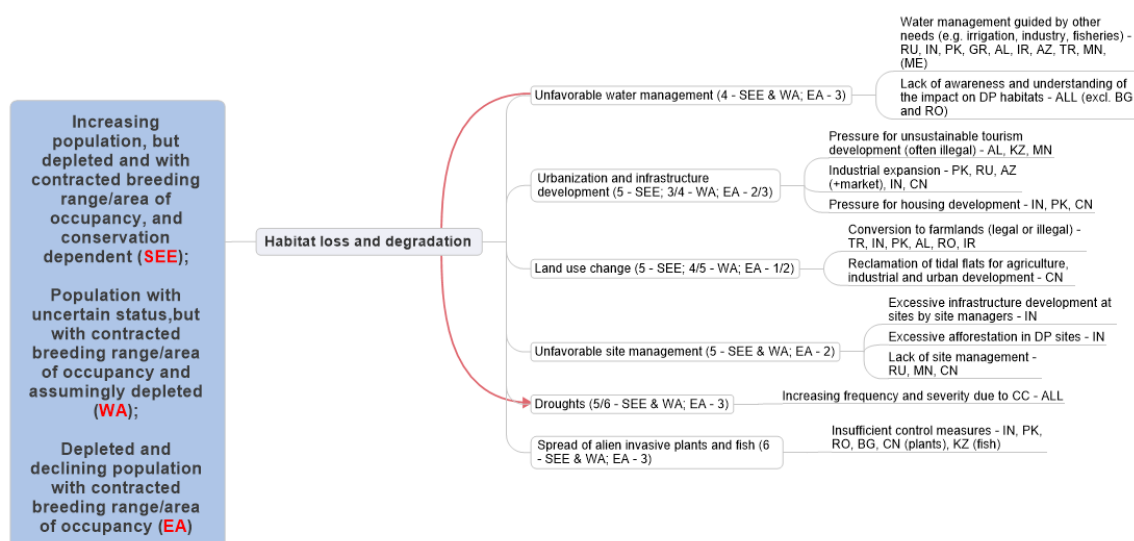 Increasing
population, but
depleted and with
contracted breeding
range/area of
occupancy, and
conservation
dependent (SEE);
Population with
uncertain status,but
with contracted
breeding range/area
of occupancy and
assumingly depleted
(WA);
Depleted and
declining population
with contracted
breeding range/area
of occupancy (EA)
Habitat loss and degradation
Unfavorable water management (4 - SEE & WA; EA - 3)
Water management guided by other
needs (e.g. irrigation, industry, fisheries) -
RU, IN, PK, GR, AL, IR, AZ, TR, MN,
(ME)
Lack of awareness and understanding of
the impact on DP habitats - ALL (excl. BG
and RO)
Urbanization and infrastructure
development (5 - SEE; 3/4 - WA; EA - 2/3)
Pressure for unsustainable tourism
development (often illegal) - AL, KZ, MN
Industrial expansion - PK, RU, AZ
(+market), IN, CN
Pressure for housing development - IN, PK, CN
Land use change (5 - SEE; 4/5 - WA; EA - 1/2)
Conversion to farmlands (legal or illegal) -
TR, IN, PK, AL, RO, IR
Reclamation of tidal flats for agriculture,
industrial and urban development - CN
Unfavorable site management (5 - SEE & WA; EA - 2)
Excessive infrastructure development at
sites by site managers - IN
Excessive afforestation in DP sites - IN
Lack of site management -
RU, MN, CN
Droughts (5/6 - SEE & WA; EA - 3)
Increasing frequency and severity due to CC - ALL
Spread of alien invasive plants and fish (6
- SEE & WA; EA - 3)
Insufficient control measures - IN, PK,
RO, BG, CN (plants), KZ (fish)